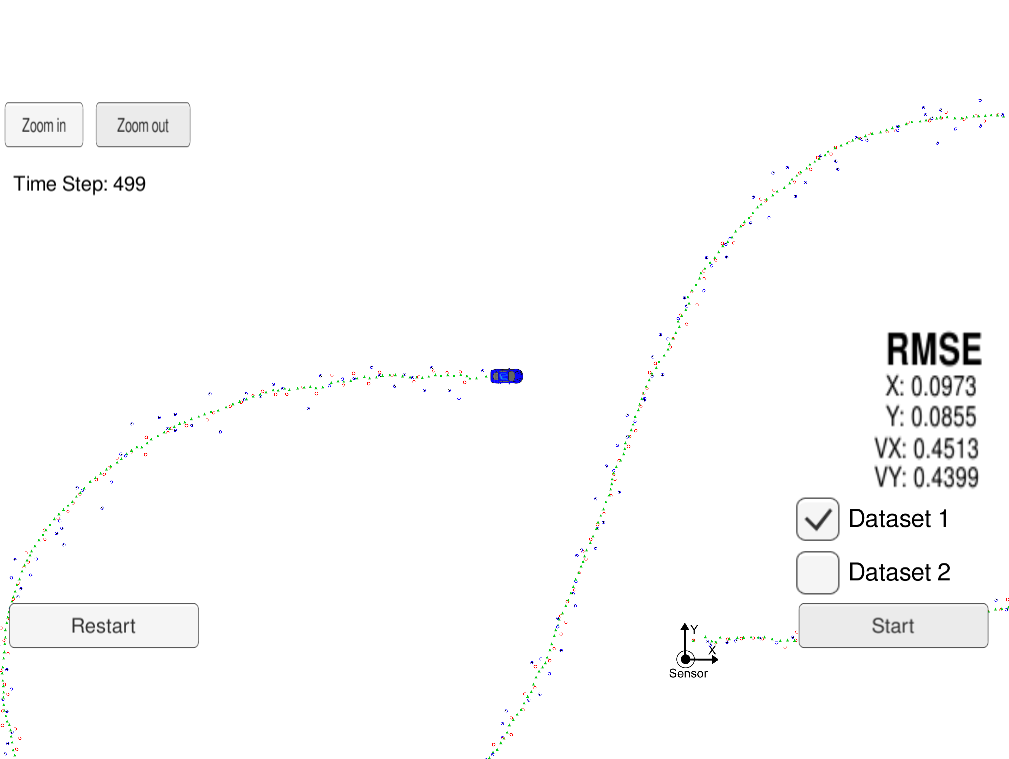 Zoom in
Zoom out
Time Step: 499
RMSE
X: 0.0973
Y: 0.0855
VX: 0.4513
VY: 0.4399
Dataset 1
Dataset 2
Restart
Start
Y
X
Sensor